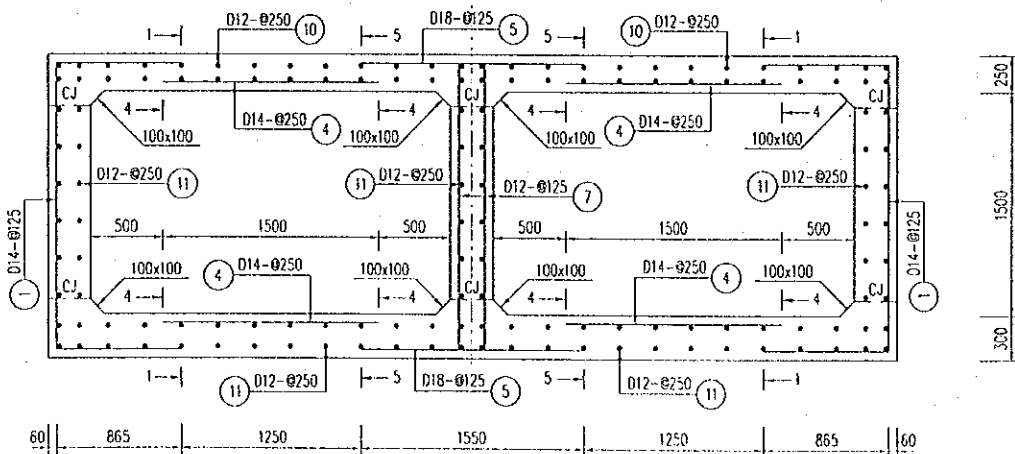 D12-@250 10 D18-@125 5 D12-@250 10
1 5 5 1
250
CJ CJ CJ
4 4 4 4
100x100 D14-@250 4 100x100 100x100 D14-@250 4 100x100
D12-@250 11 11 D12-@250 D12-@125 7 11 D12-@250
1500
D14-@125 1 D14-@125 1
500 1500 500 500 1500 500
100x100 D14-@250 4 100x100 100x100 D14-@250 4 100x100
CJ CJ CJ
4 4 4 4
300
1 5 5 1
11 D12-@250 D18-@125 5 D12-@250 11
60 865 1250 1550 1250 865 60